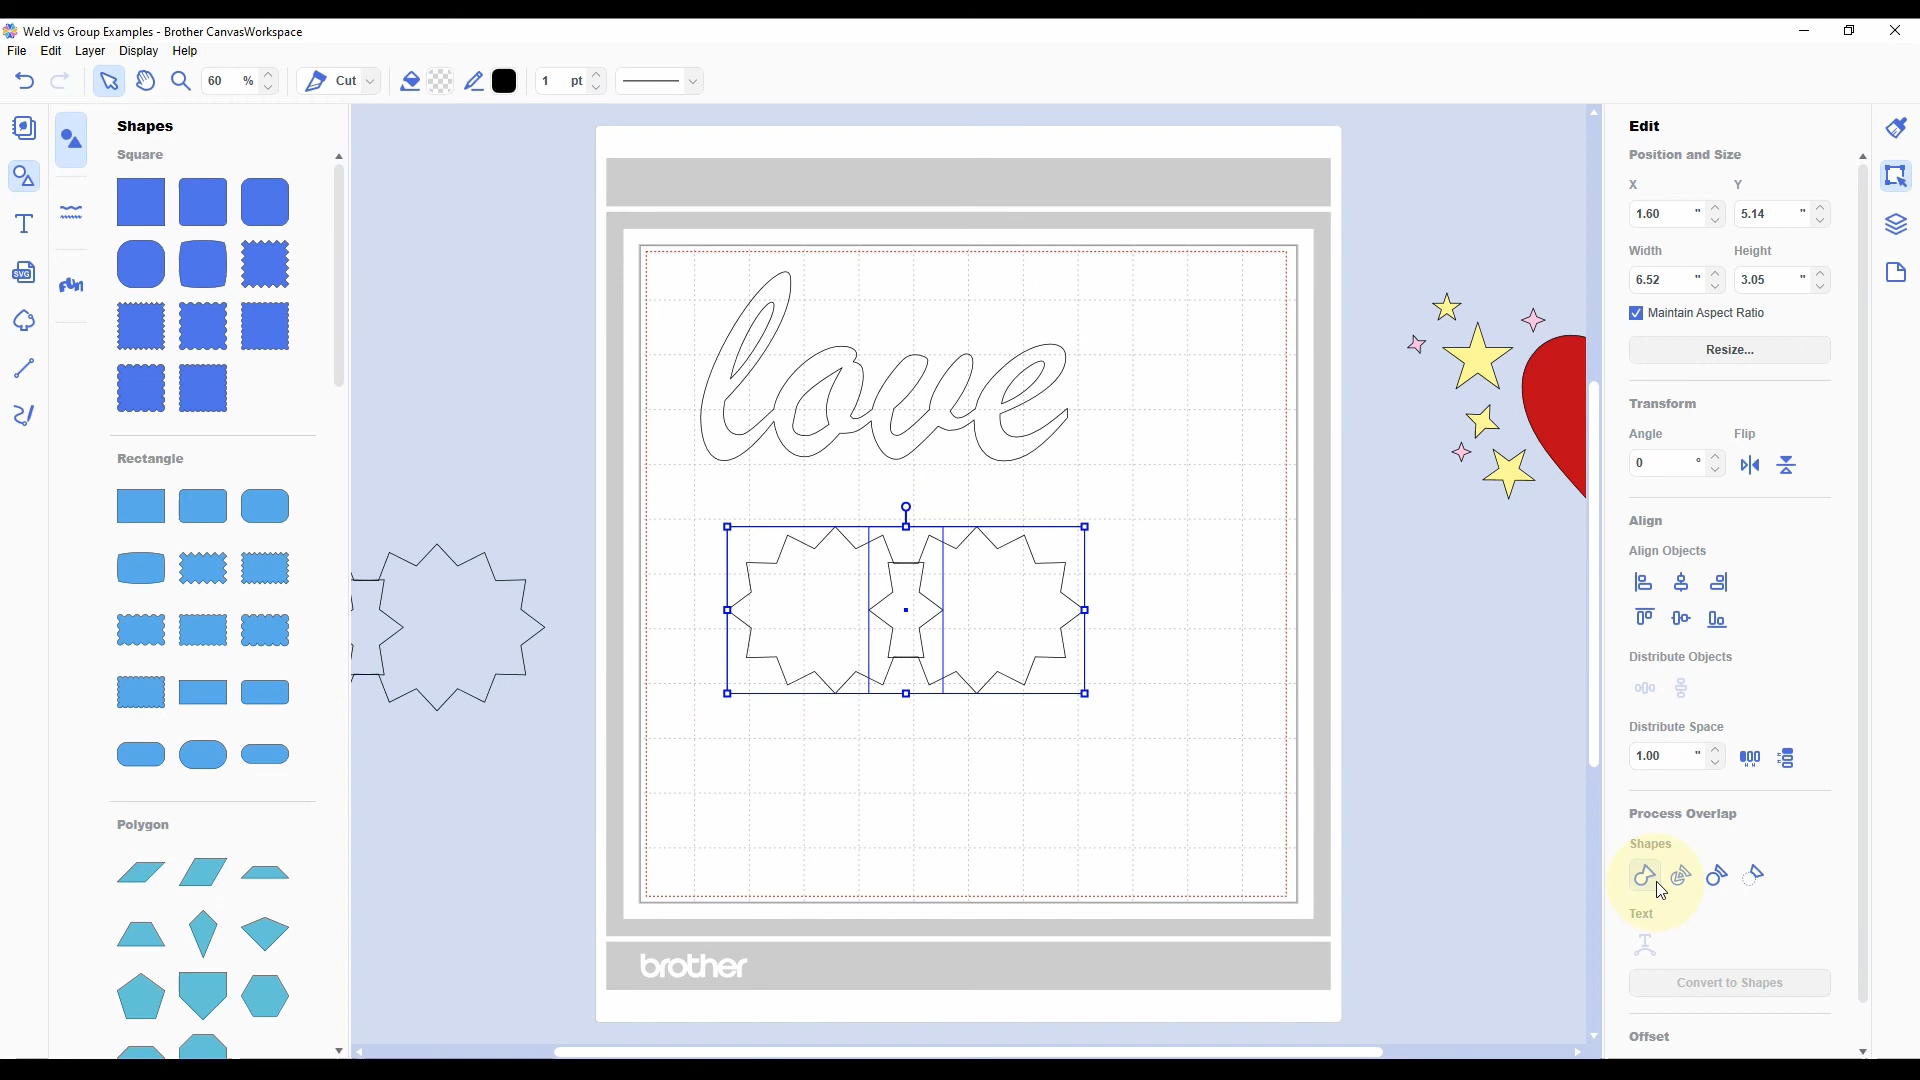 Weld vs Group Examples - Brother CanvasWorkspace
File Edit Layer Display Help
60 % Cut 1 pt
Shapes
Square
Rectangle
Polygon
SVG
fun
love
brother
Edit
Position and Size
X Y
1.60 " 5.14 "
Width Height
6.52 " 3.05 "
Maintain Aspect Ratio
Resize...
Transform
Angle Flip
0 °
Align
Align Objects
Distribute Objects
Distribute Space
1.00 "
Process Overlap
Shapes
Text
Convert to Shapes
Offset